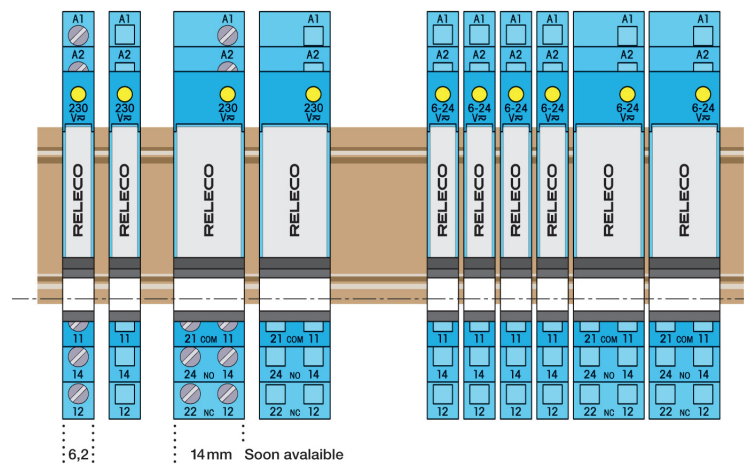 A1 A1 A1 A1 A1 A1 A1 A1 A1 A1
A2 A2 A2 A2 A2 A2 A2 A2 A2 A2
230 230 230 230 6-24 6-24 6-24 6-24 6-24 6-24
V≂ V≂ V≂ V≂ V≂ V≂ V≂ V≂ V≂ V≂
RELECO RELECO RELECO RELECO RELECO RELECO RELECO RELECO RELECO RELECO
11 11 21 COM 11 21 COM 11 11 11 11 11 21 COM 11 21 COM 11
14 14 24 NO 14 24 NO 14 14 14 14 14 24 NO 14 24 NO 14
12 12 22 NC 12 22 NC 12 12 12 12 12 22 NC 12 22 NC 12
6,2 14 mm Soon avalaible